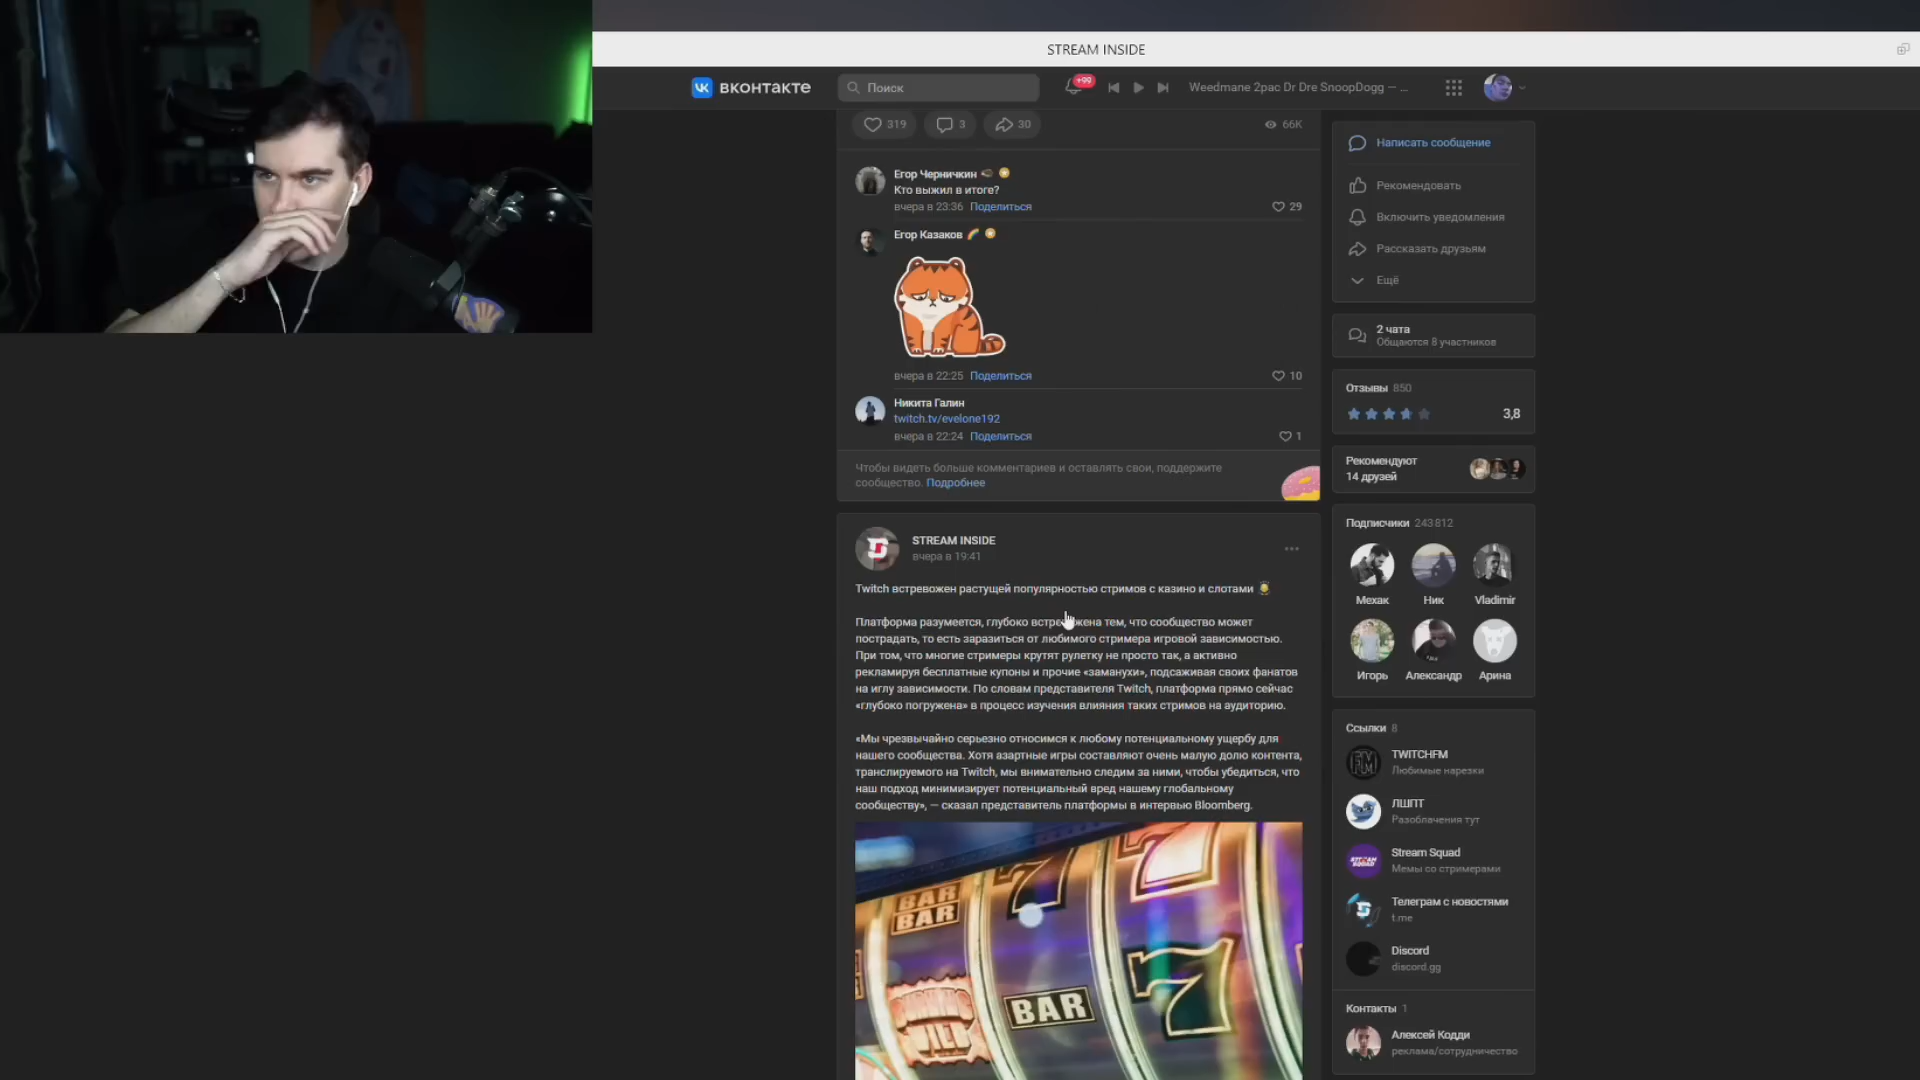 STREAM INSIDE
вконтакте
Поиск
+99
Weedmane 2pac Dr Dre SnoopDogg — ...
319
3
30
66K
Егор Черничкин
Кто выжил в итоге?
вчера в 23:36 Поделиться
29
Егор Казаков
вчера в 22:25 Поделиться
10
Никита Галин
twitch.tv/evelone192
вчера в 22:24 Поделиться
1
Чтобы видеть больше комментариев и оставлять свои, поддержите
сообщество. Подробнее
STREAM INSIDE
вчера в 19:41
Twitch встревожен растущей популярностью стримов с казино и слотами
Платформа разумеется, глубоко встревожена тем, что сообщество может
пострадать, то есть заразиться от любимого стримера игровой зависимостью.
При том, что многие стримеры крутят рулетку не просто так, а активно
рекламируя бесплатные купоны и прочие «заманухи», подсаживая своих фанатов
на иглу зависимости. По словам представителя Twitch, платформа прямо сейчас
«глубоко погружена» в процесс изучения влияния таких стримов на аудиторию.
«Мы чрезвычайно серьезно относимся к любому потенциальному ущербу для
нашего сообщества. Хотя азартные игры составляют очень малую долю контента,
транслируемого на Twitch, мы внимательно следим за ними, чтобы убедиться, что
наш подход минимизирует потенциальный вред нашему глобальному
сообществу», — сказал представитель платформы в интервью Bloomberg.
BAR
BAR
7
7
BAR
7
WILD
Написать сообщение
Рекомендовать
Включить уведомления
Рассказать друзьям
Ещё
2 чата
Общаются 8 участников
Отзывы 850
3,8
Рекомендуют
14 друзей
Подписчики 243 812
Мехак
Ник
Vladimir
Игорь
Александр
Арина
Ссылки 8
TWITCHFM
Любимые нарезки
ЛШПТ
Разоблачения тут
Stream Squad
Мемы со стримерами
Телеграм с новостями
t.me
Discord
discord.gg
Контакты 1
Алексей Кодди
реклама/сотрудничество